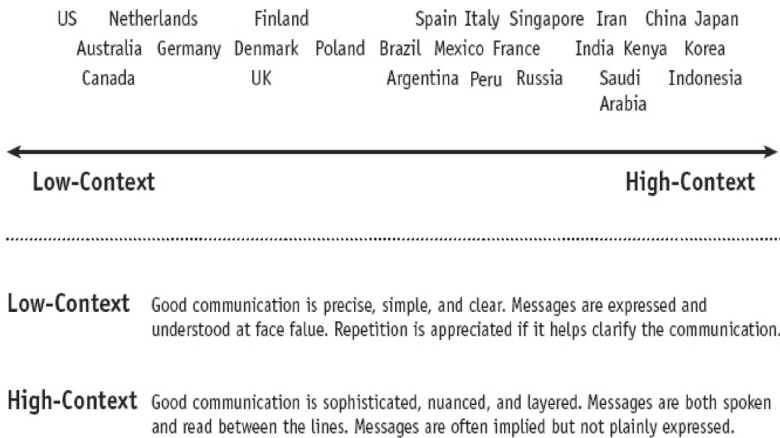 US Netherlands Finland Spain Italy Singapore Iran China Japan
Australia Germany Denmark Poland Brazil Mexico France India Kenya Korea
Canada UK Argentina Peru Russia Saudi Indonesia
Arabia
Low-Context High-Context
Low-Context Good communication is precise, simple, and clear. Messages are expressed and
understood at face falue. Repetition is appreciated if it helps clarify the communication.
High-Context Good communication is sophisticated, nuanced, and layered. Messages are both spoken
and read between the lines. Messages are often implied but not plainly expressed.